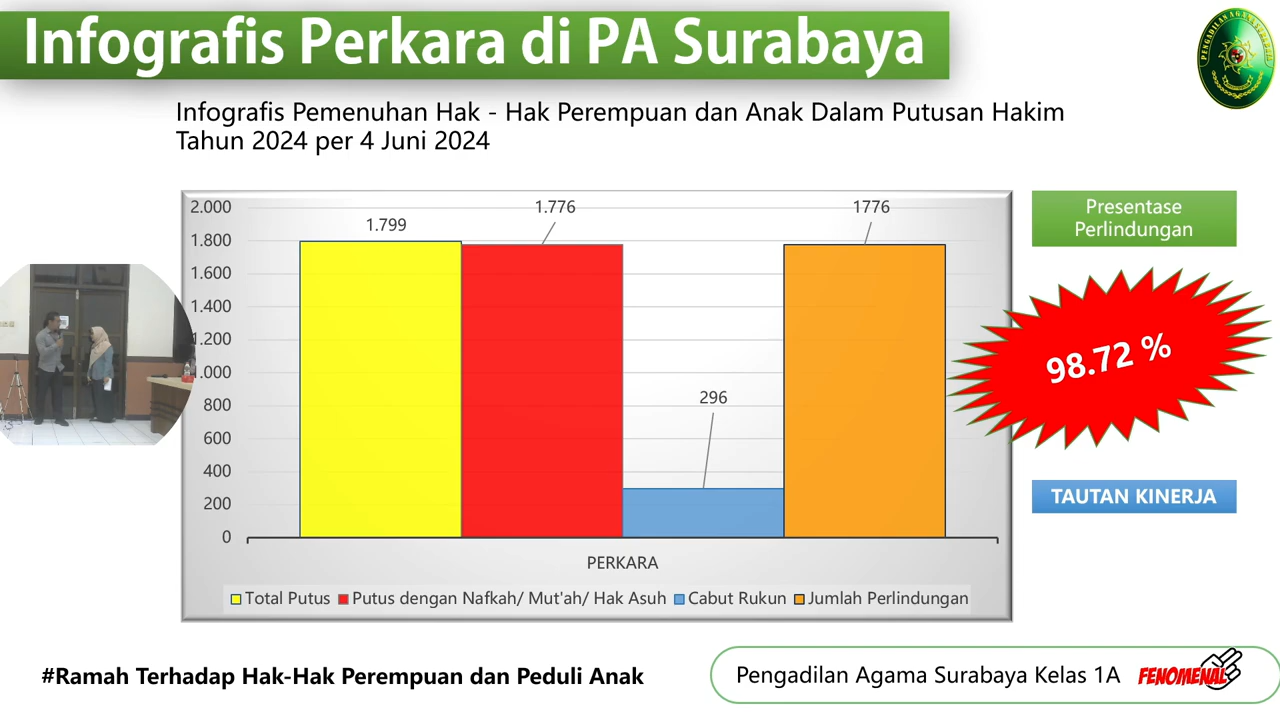 Infografis Perkara di PA Surabaya
Infografis Pemenuhan Hak - Hak Perempuan dan Anak Dalam Putusan Hakim
Tahun 2024 per 4 Juni 2024
2.000
1.800
1.600
1.400
1.200
1.000
800
600
400
200
0
1.799
1.776
296
1776
PERKARA
Total Putus
Putus dengan Nafkah/ Mut'ah/ Hak Asuh
Cabut Rukun
Jumlah Perlindungan
Presentase
Perlindungan
98.72 %
TAUTAN KINERJA
#Ramah Terhadap Hak-Hak Perempuan dan Peduli Anak
Pengadilan Agama Surabaya Kelas 1A
FENOMENAL